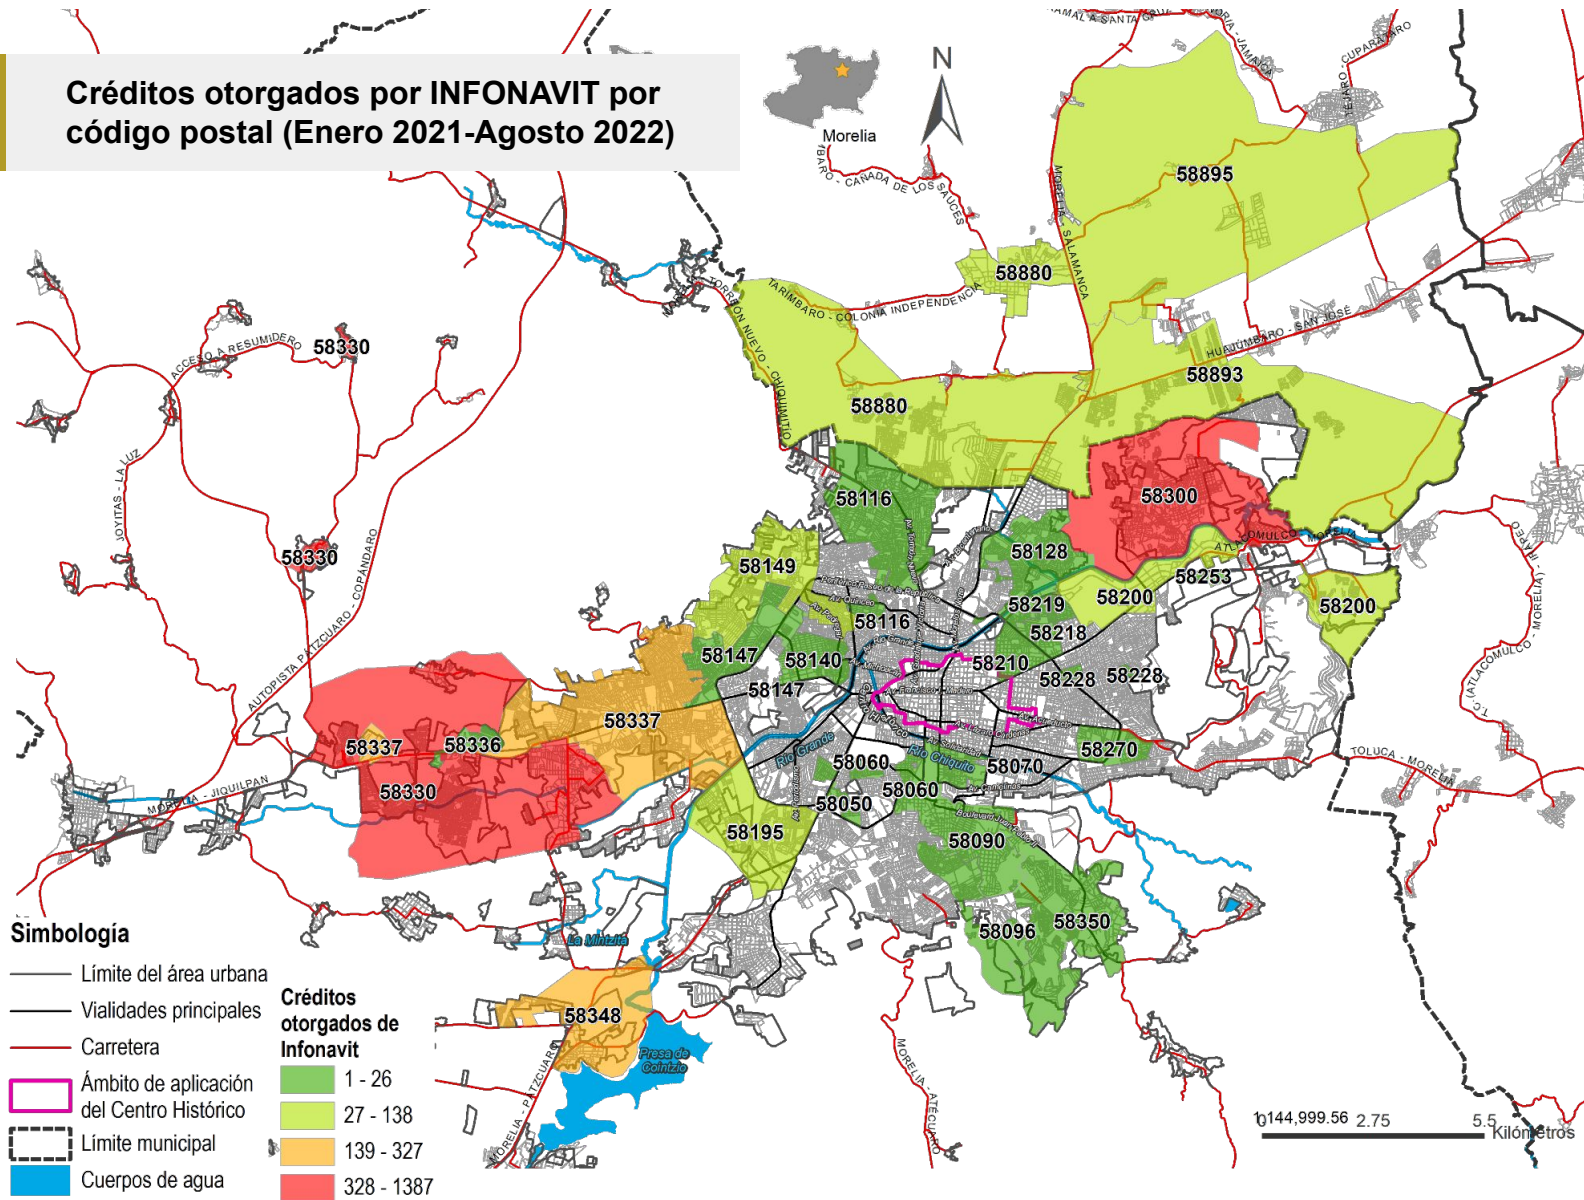 Créditos otorgados por INFONAVIT por
código postal (Enero 2021-Agosto 2022)
Morelia
N
MORELIA - SALAMANCA
TARÍMBARO - COLONIA INDEPENDENCIA
TORREÓN NUEVO - CHIQUIMITÍO
HUAJÚMBARO - SAN JOSÉ
ACCESO A RESUMIDERO
JOYITAS - LA LUZ
AUTOPISTA PÁTZCUARO - COPÁNDARO
MORELIA - JIQUILPAN
ATLACOMULCO - MORELIA
TOLUCA - MORELIA
MORELIA - PÁTZCUARO
MORELIA - ATÉCUARO
58895
58880
58893
58880
58330
58330
58116
58300
58128
58149
58253
58200
58200
58219
58116
58218
58147
58140
58210
58147
58228
58228
58337
58337
58336
58330
58270
58060
58070
58060
58050
58195
58090
58096
58350
58348
Río Grande
Río Chiquito
La Mintzita
Presa de
Cointzio
Simbología
Límite del área urbana
Vialidades principales
Carretera
Ámbito de aplicación
del Centro Histórico
Límite municipal
Cuerpos de agua
Créditos
otorgados de
Infonavit
1 - 26
27 - 138
139 - 327
328 - 1387
2.75
5.5
Kilómetros